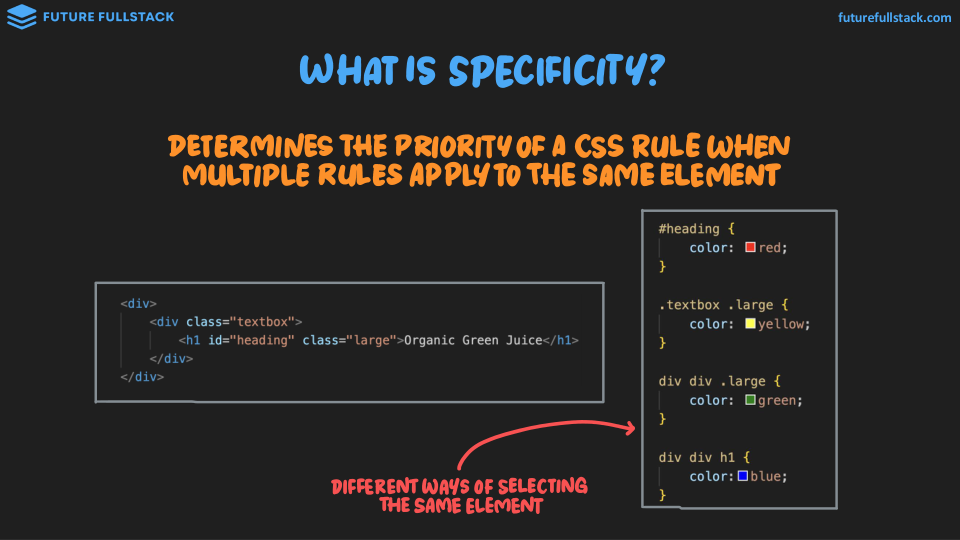 FUTURE FULLSTACK
futurefullstack.com
WHAT IS SPECIFICITY?
DETERMINES THE PRIORITY OF A CSS RULE WHEN
MULTIPLE RULES APPLY TO THE SAME ELEMENT
<div>
<div class="textbox">
<h1 id="heading" class="large">Organic Green Juice</h1>
</div>
</div>
#heading {
color: red;
}
.textbox .large {
color: yellow;
}
div div .large {
color: green;
}
div div h1 {
color: blue;
}
DIFFERENT WAYS OF SELECTING
THE SAME ELEMENT